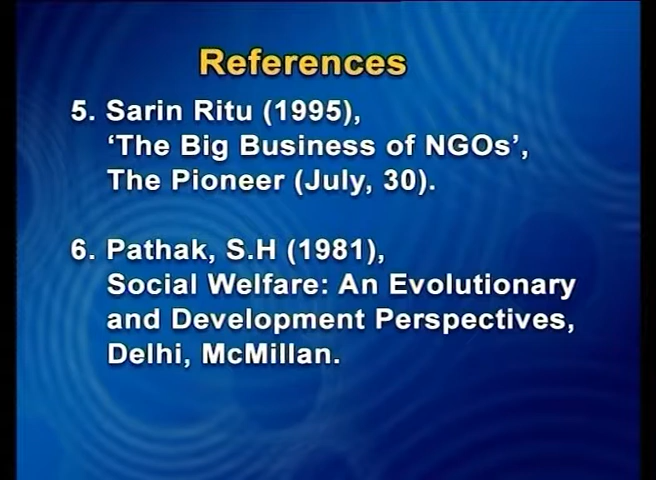 References
5. Sarin Ritu (1995),
‘The Big Business of NGOs’,
The Pioneer (July, 30).
6. Pathak, S.H (1981),
Social Welfare: An Evolutionary
and Development Perspectives,
Delhi, McMillan.